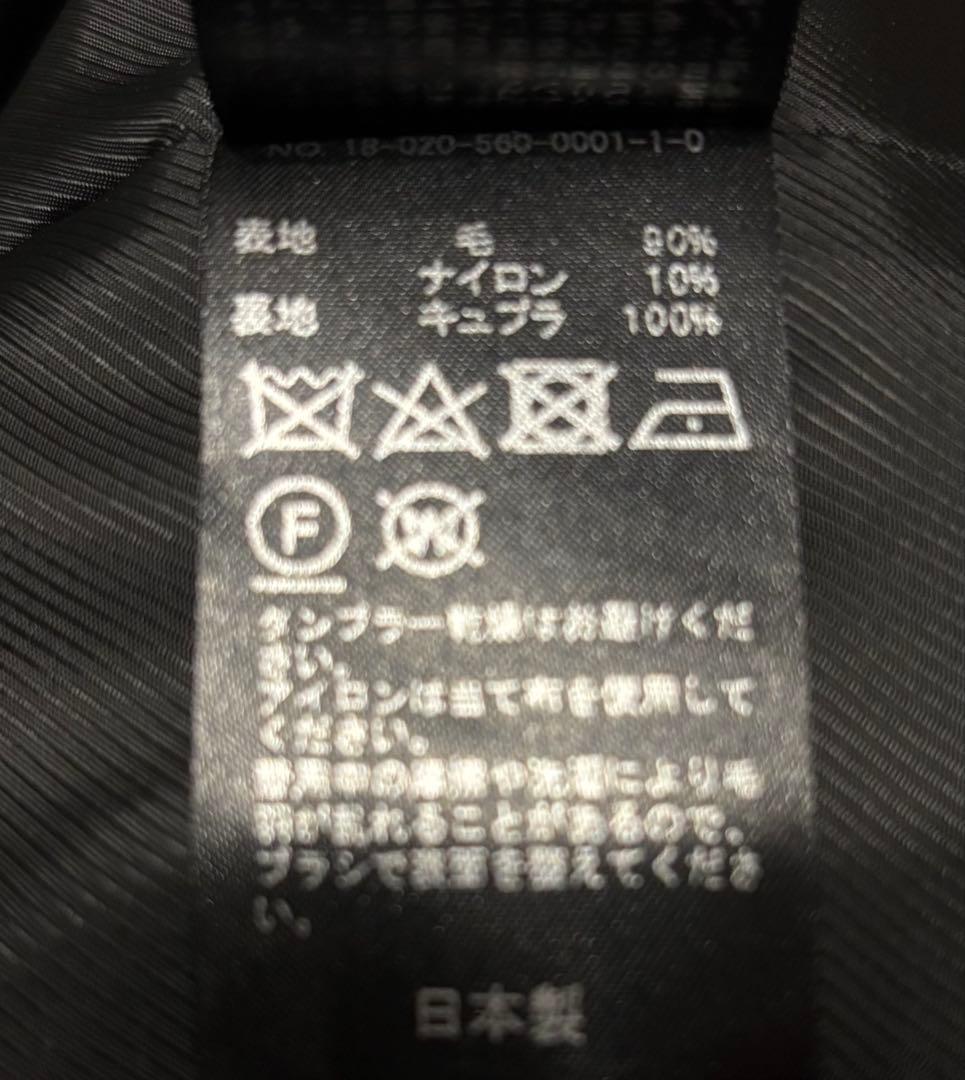 NO. 18-020-560-0001-1-0
表地 毛 90%
ナイロン 10%
裏地 キュプラ 100%
F
W
タンブラー乾燥はお避けくだ
さい。
アイロンは当て布を使用して
ください。
着用中の摩擦や洗濯により毛
羽が乱れることがあるので、
ブラシで表面を整えてくださ
い。
日本製